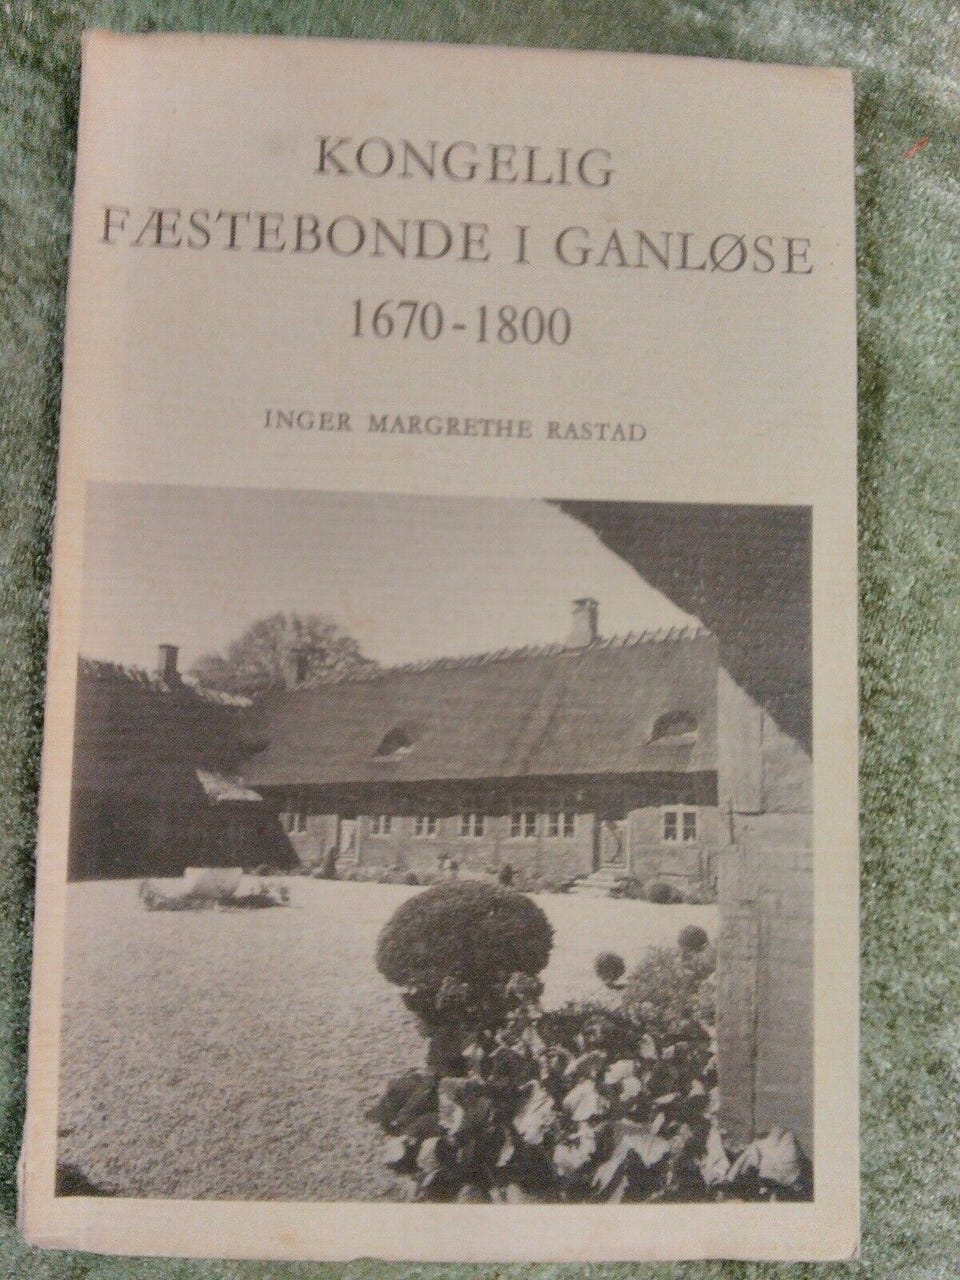 KONGELIG
FÆSTEBONDE I GANLØSE
1670-1800
INGER MARGRETHE RASTAD